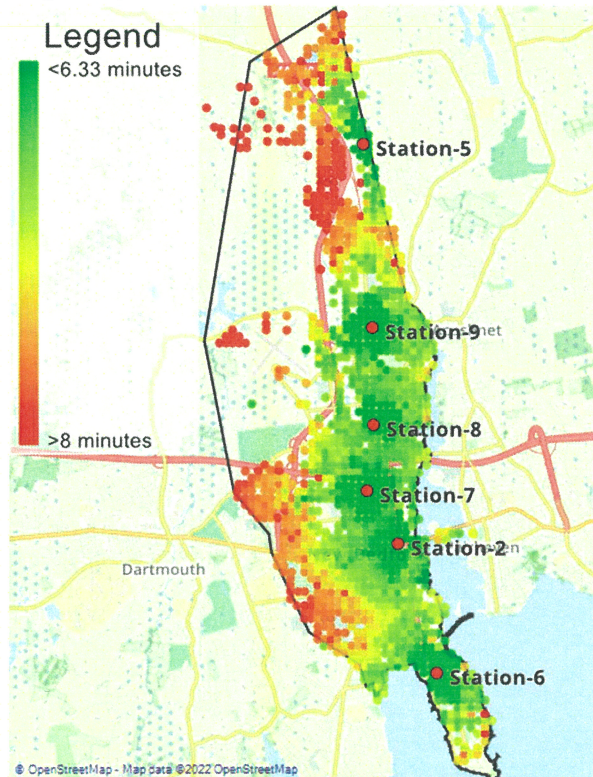 Legend
<6.33 minutes
>8 minutes
Station-5
Station-9
Station-8
Station-7
Station-2
Dartmouth
Station-6
© OpenStreetMap - Map data ©2022 OpenStreetMap